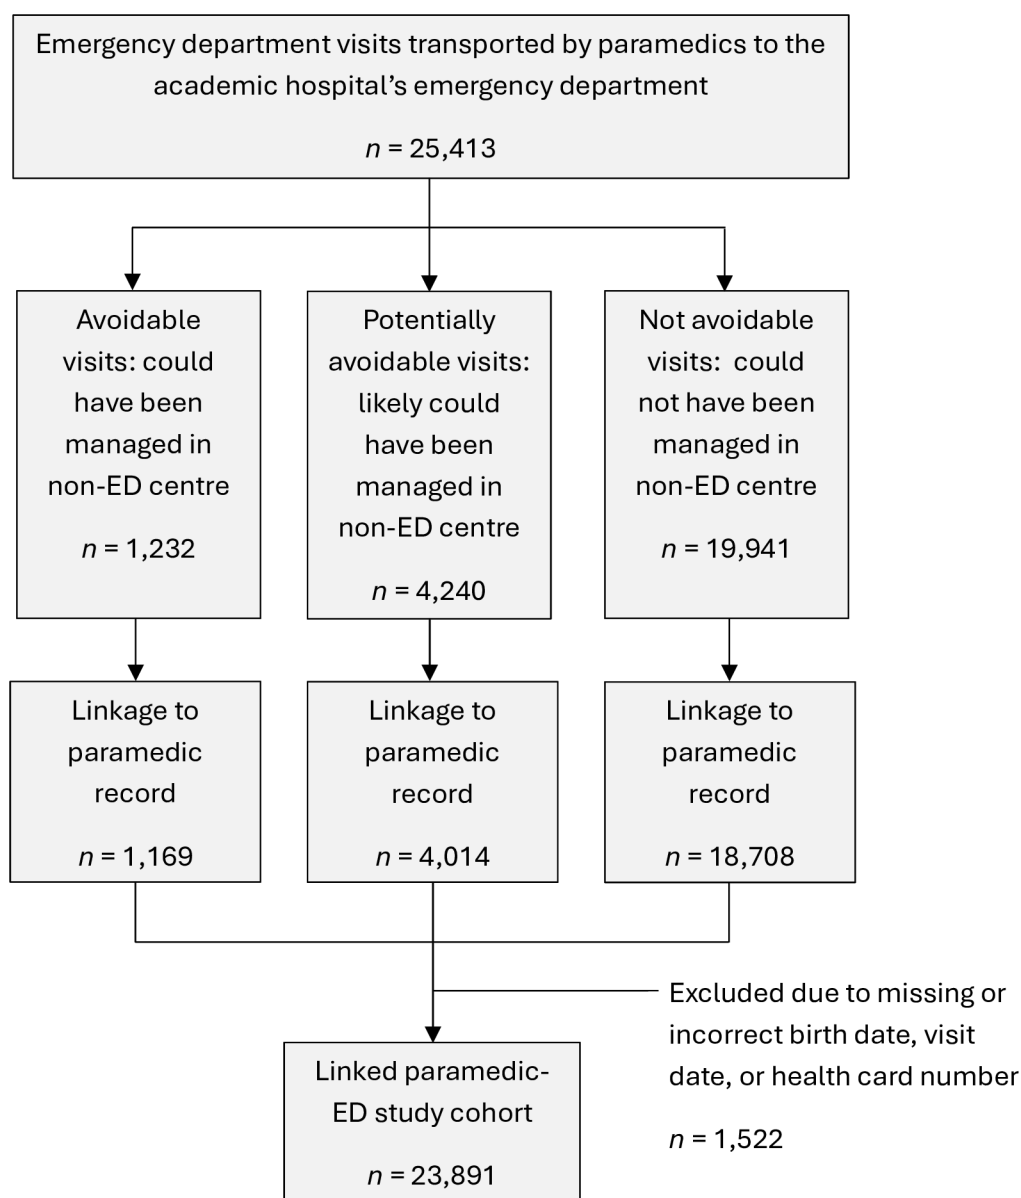 Emergency department visits transported by paramedics to the
academic hospital’s emergency department
n = 25,413
Avoidable
visits: could
have been
managed in
non-ED centre
n = 1,232
Potentially
avoidable visits:
likely could
have been
managed in
non-ED centre
n = 4,240
Not avoidable
visits:  could
not have been
managed in
non-ED centre
n = 19,941
Linkage to
paramedic
record
n = 1,169
Linkage to
paramedic
record
n = 4,014
Linkage to
paramedic
record
n = 18,708
Excluded due to missing or
incorrect birth date, visit
date, or health card number
n = 1,522
Linked paramedic-
ED study cohort
n = 23,891